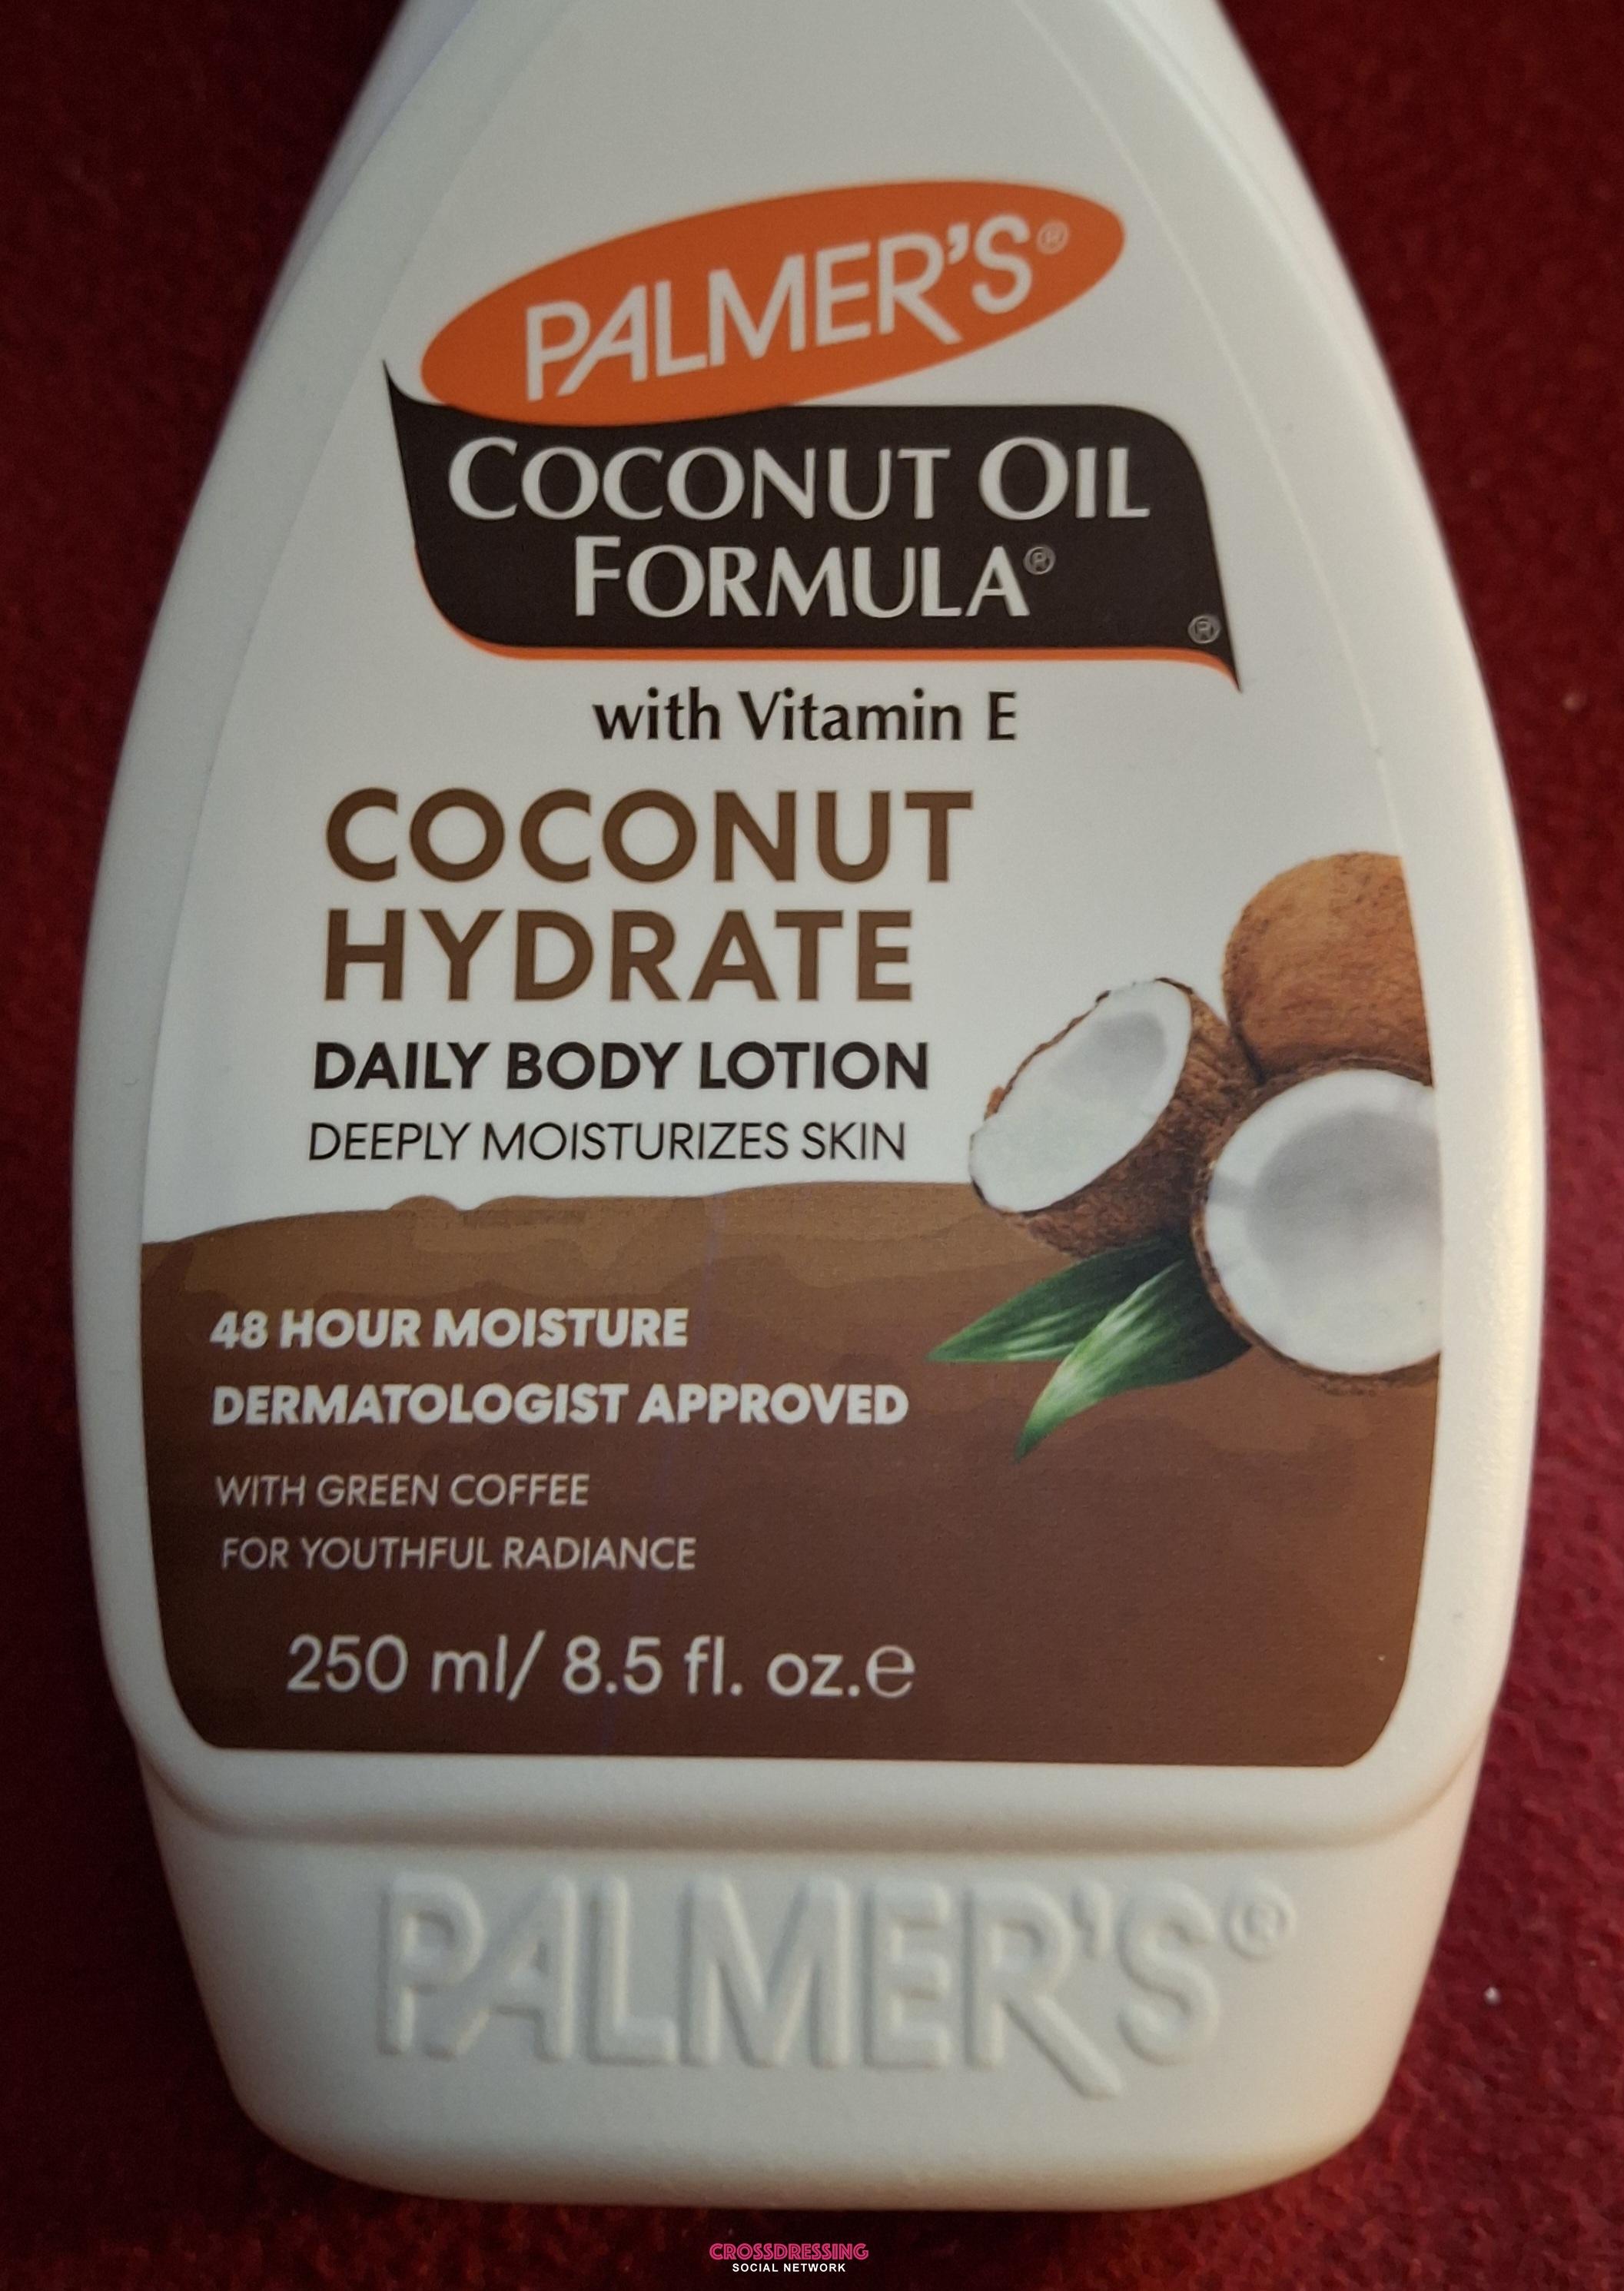 PALMER'S®
COCONUT OIL
FORMULA®
®
with Vitamin E
COCONUT
HYDRATE
DAILY BODY LOTION
DEEPLY MOISTURIZES SKIN
48 HOUR MOISTURE
DERMATOLOGIST APPROVED
WITH GREEN COFFEE
FOR YOUTHFUL RADIANCE
250 ml/ 8.5 fl. oz.℮
PALMER'S®
CROSSDRESSING
SOCIAL NETWORK